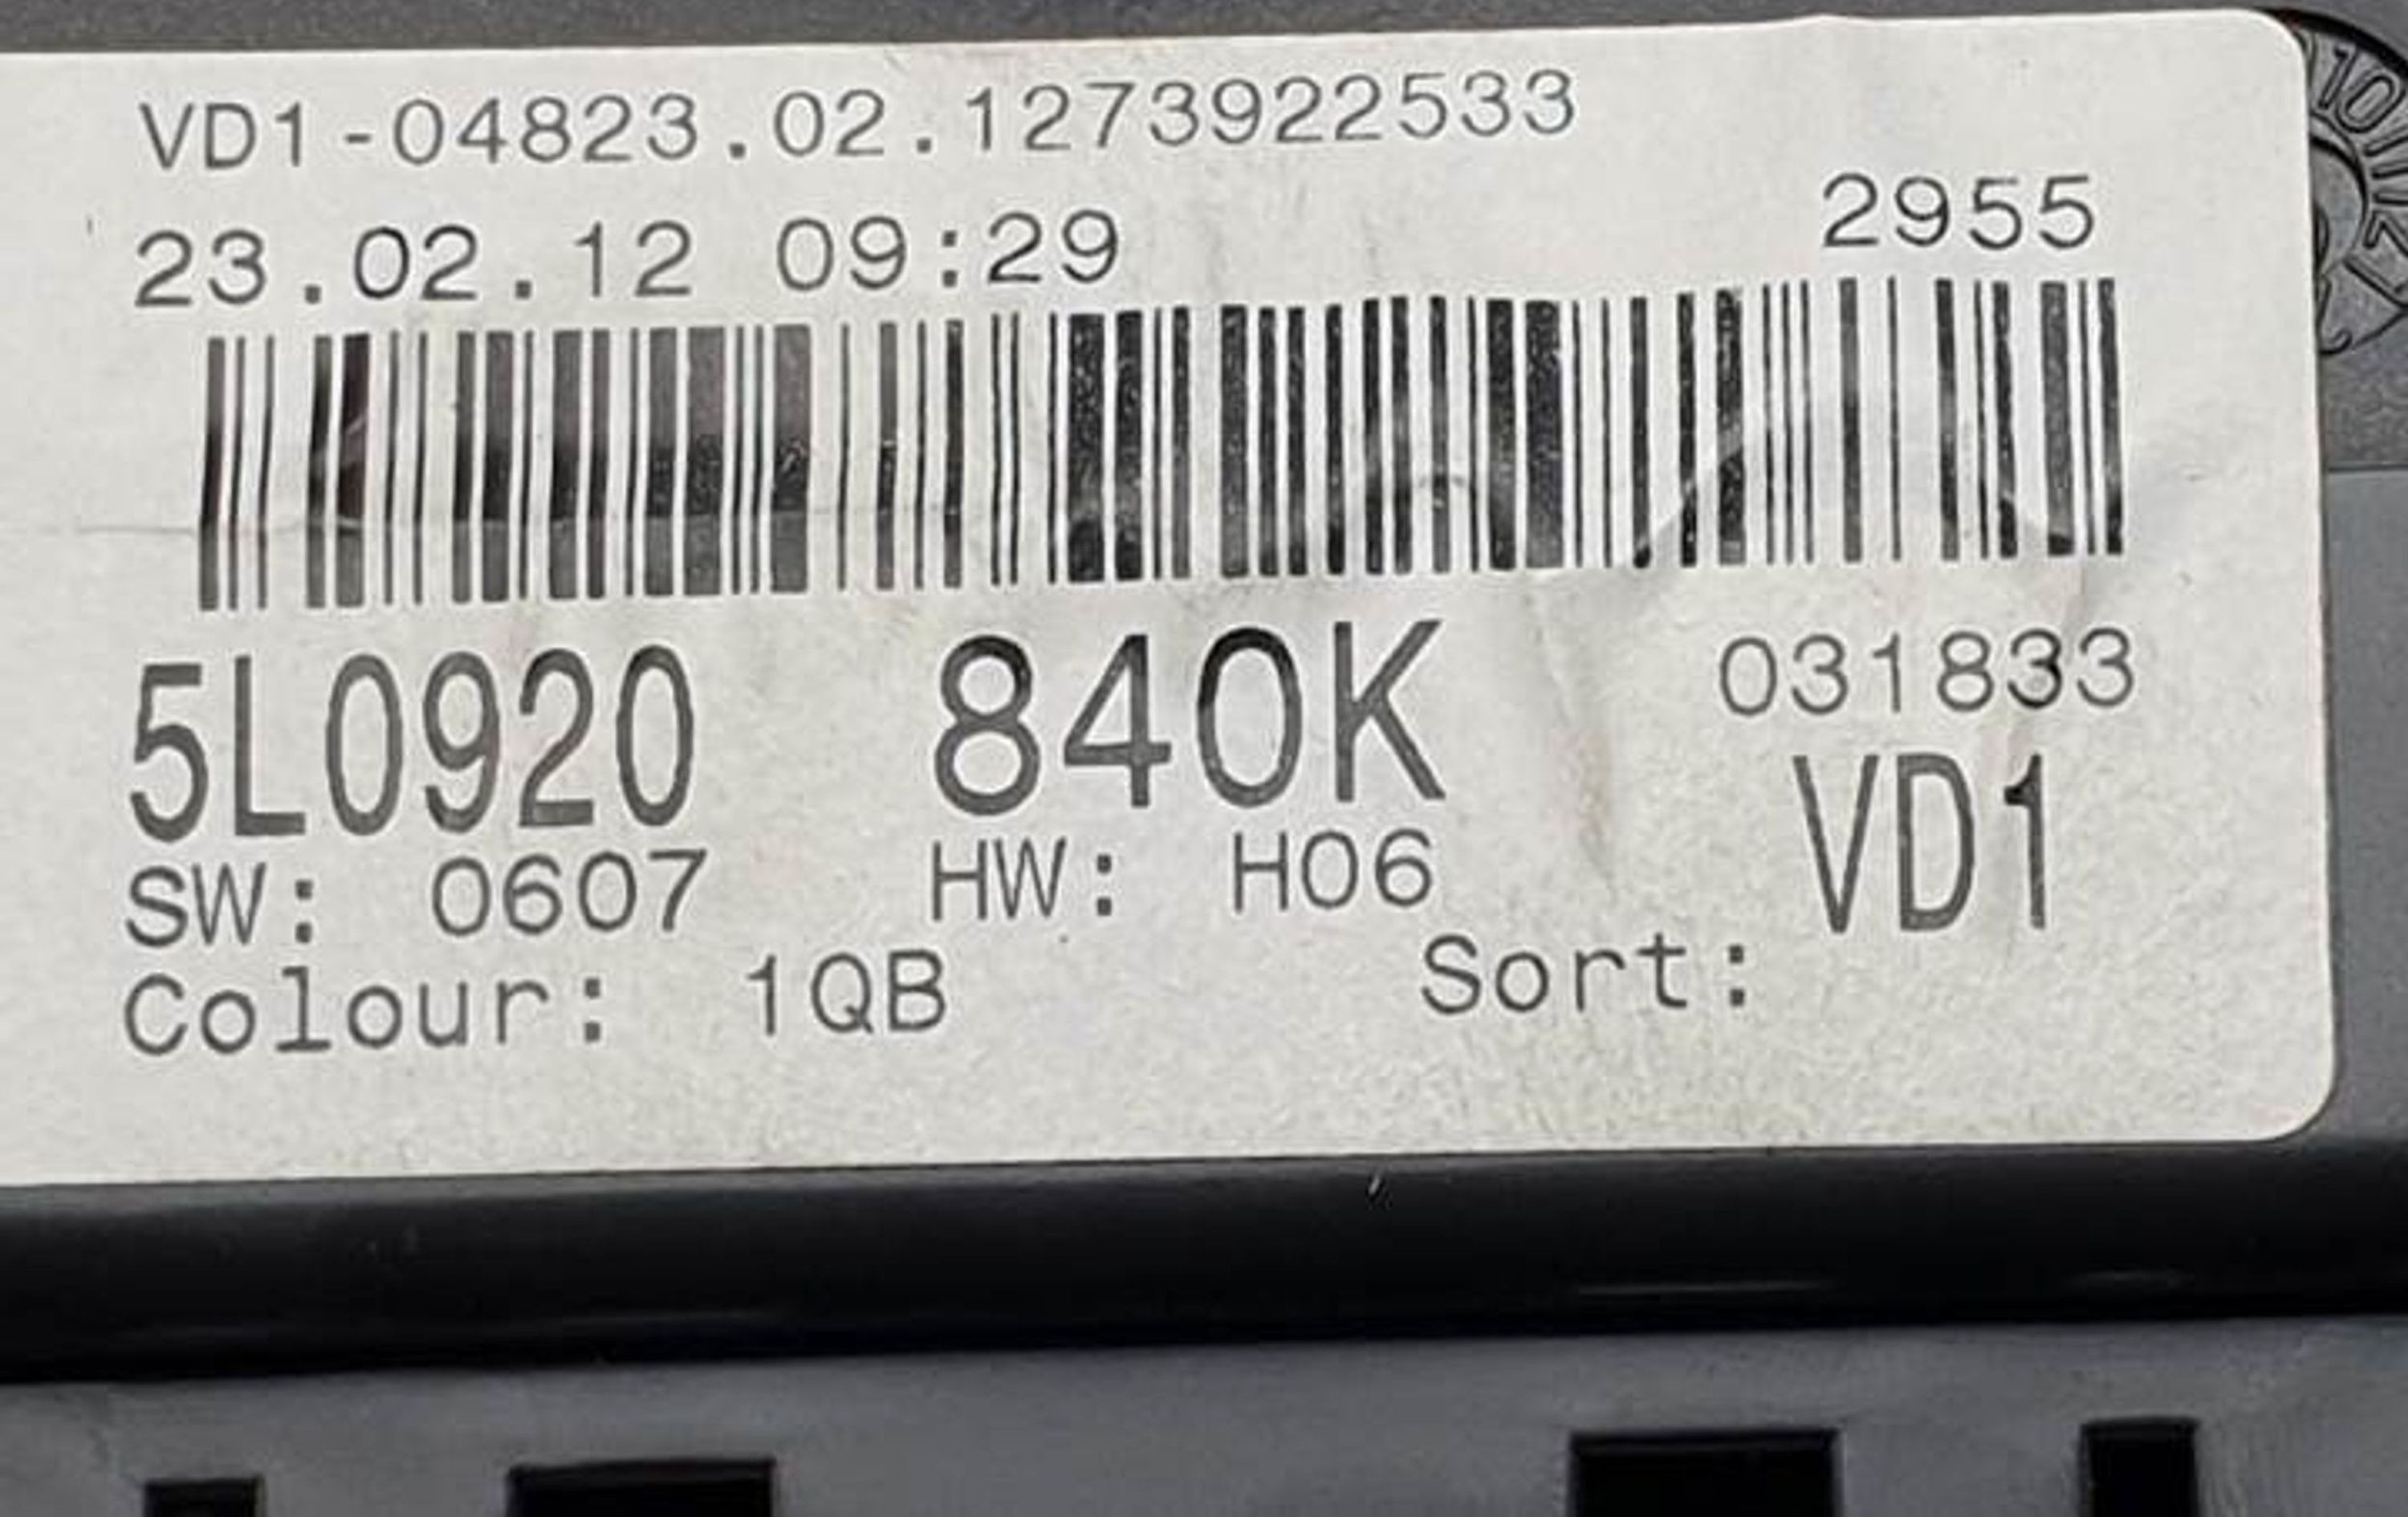 VD1-04823.02.1273922533
23.02.12 09:29 2955
5L0920 840K 031833
SW: 0607 HW: H06 VD1
Colour: 1QB Sort:
10